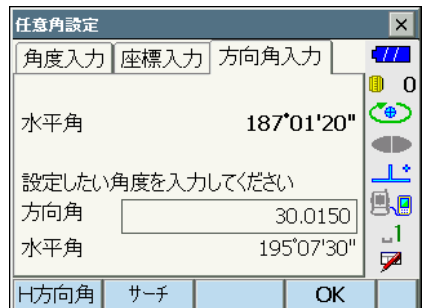 任意角設定
角度入力 座標入力 方向角入力
0
水平角 187°01'20"
設定したい角度を入力してください
方向角 30.0150
水平角 195°07'30"
1
H方向角 サーチ OK